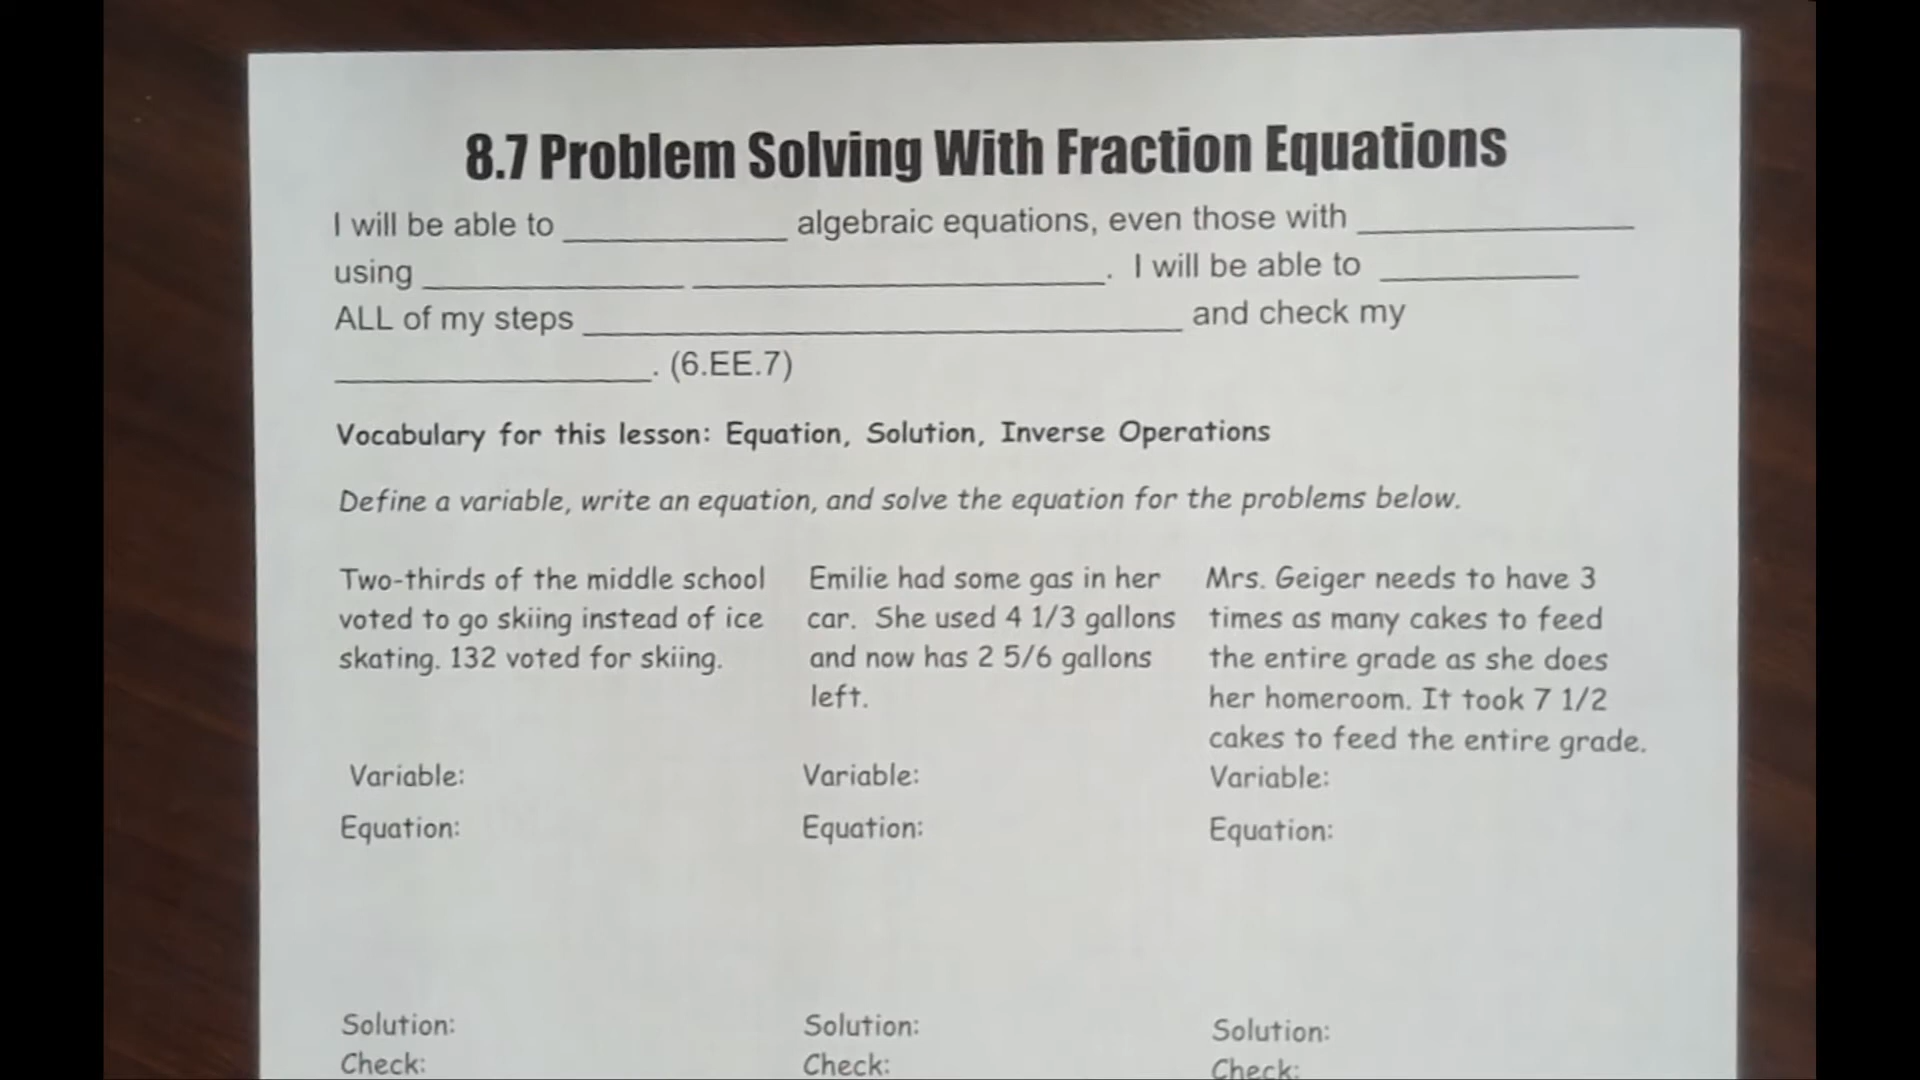 8.7 Problem Solving With Fraction Equations
I will be able to ____________ algebraic equations, even those with _______________
using ______________ ______________________. I will be able to ___________
ALL of my steps ________________________________ and check my
_________________. (6.EE.7)
Vocabulary for this lesson: Equation, Solution, Inverse Operations
Define a variable, write an equation, and solve the equation for the problems below.
Two-thirds of the middle school
voted to go skiing instead of ice
skating. 132 voted for skiing.
Variable:
Equation:
Solution:
Check:
Emilie had some gas in her
car. She used 4 1/3 gallons
and now has 2 5/6 gallons
left.
Variable:
Equation:
Solution:
Check:
Mrs. Geiger needs to have 3
times as many cakes to feed
the entire grade as she does
her homeroom. It took 7 1/2
cakes to feed the entire grade.
Variable:
Equation:
Solution:
Check: